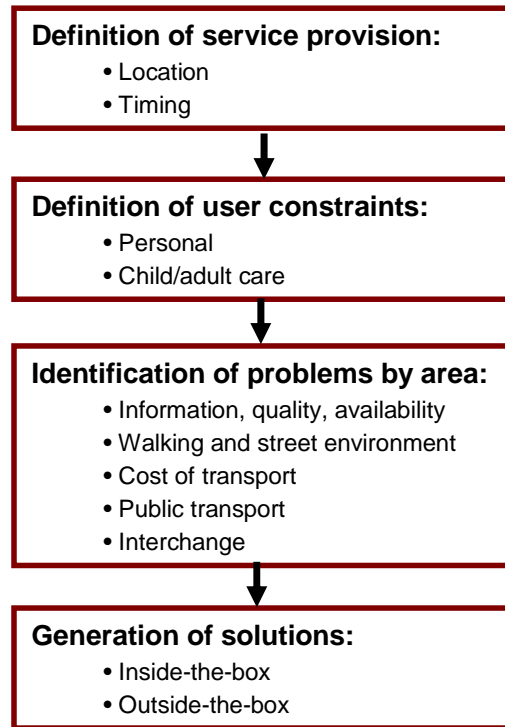 Definition of service provision:
• Location
• Timing
Definition of user constraints:
• Personal
• Child/adult care
Identification of problems by area:
• Information, quality, availability
• Walking and street environment
• Cost of transport
• Public transport
• Interchange
Generation of solutions:
• Inside-the-box
• Outside-the-box